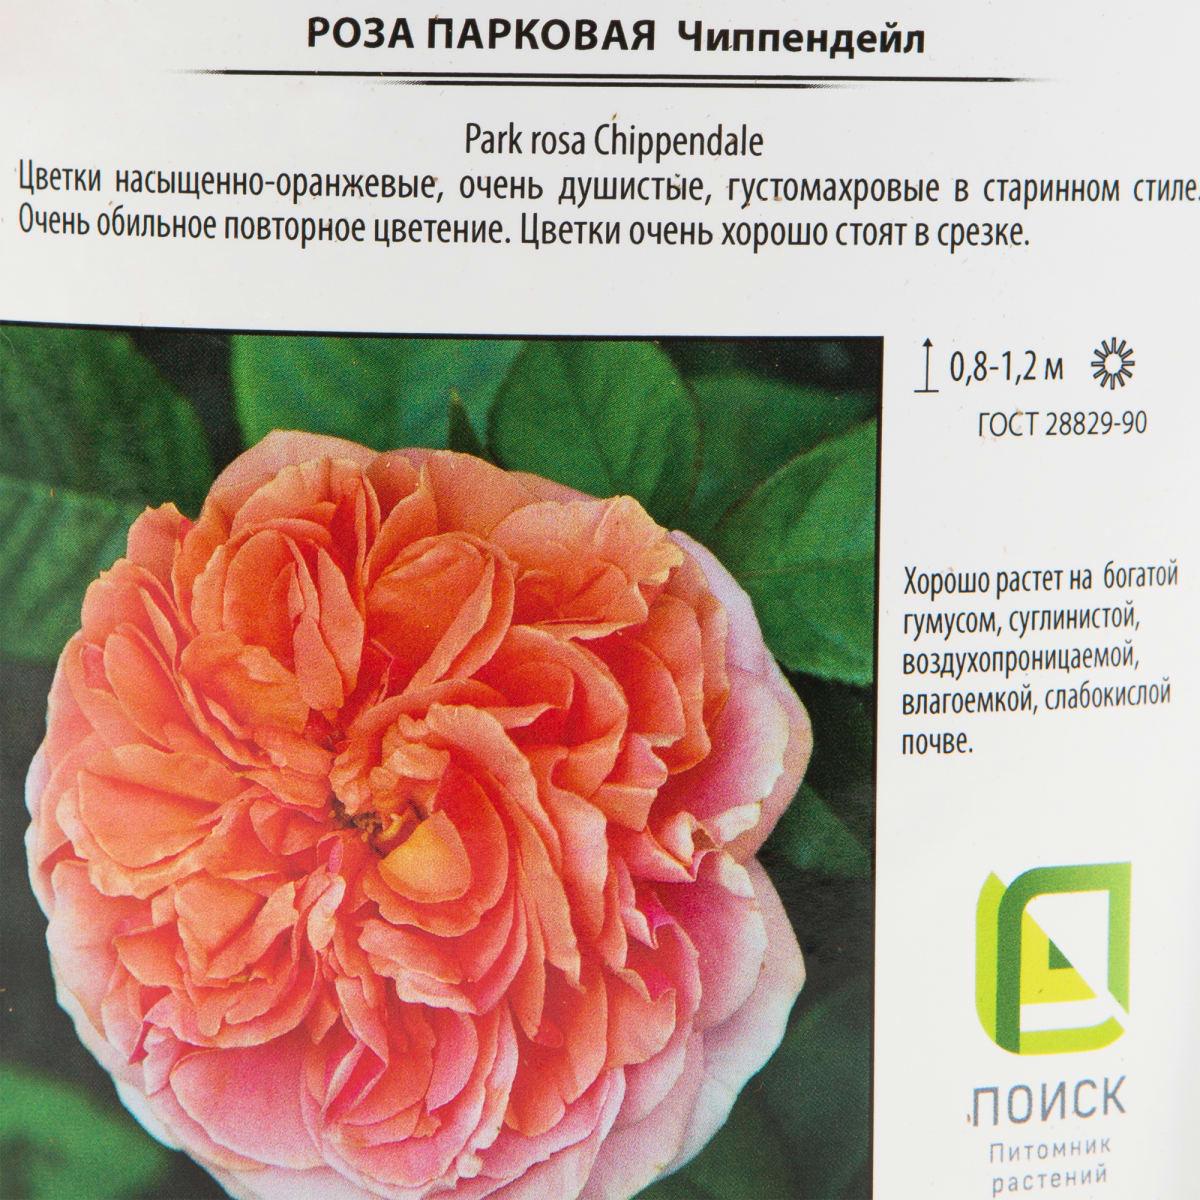 РОЗА ПАРКОВАЯ Чиппендейл
Park rosa Chippendale
Цветки насыщенно-оранжевые, очень душистые, густомахровые в старинном стиле.
Очень обильное повторное цветение. Цветки очень хорошо стоят в срезке.
0,8-1,2 м
ГОСТ 28829-90
Хорошо растет на богатой
гумусом, суглинистой,
воздухопроницаемой,
влагоемкой, слабокислой
почве.
ПОИСК
Питомник
растений